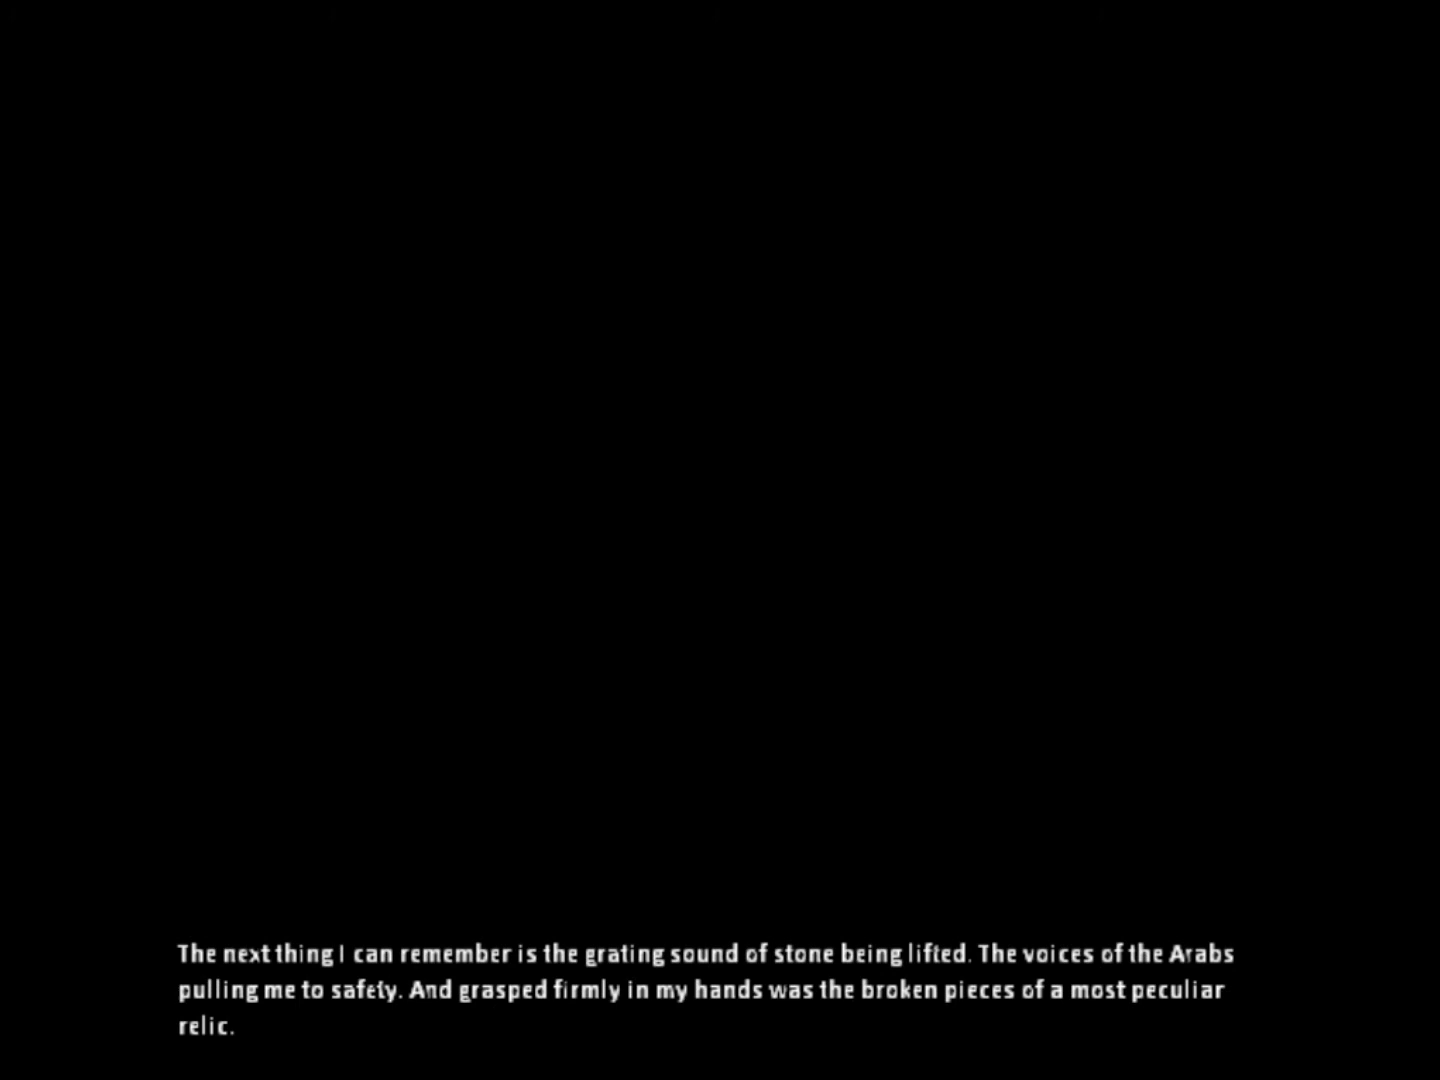 The next thing I can remember is the grating sound of stone being lifted. The voices of the Arabs
pulling me to safety. And grasped firmly in my hands was the broken pieces of a most peculiar
relic.